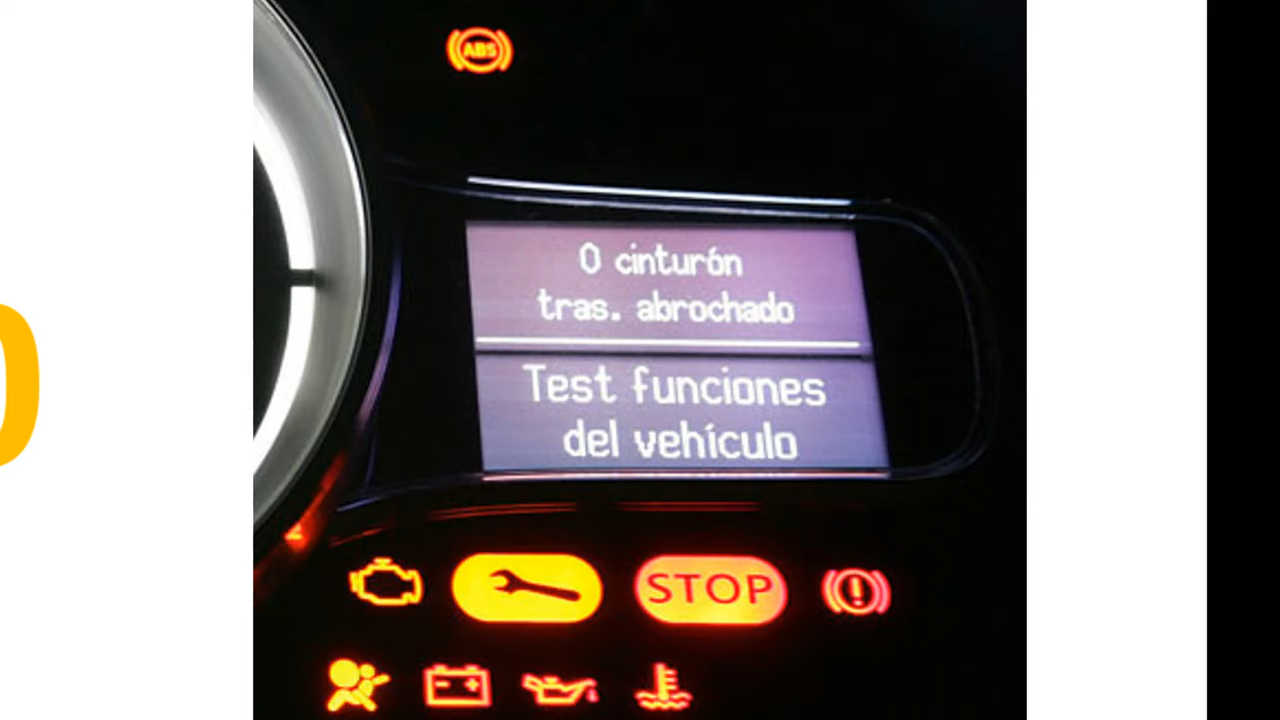 ABS
0 cinturón
tras. abrochado
Test funciones
del vehículo
STOP